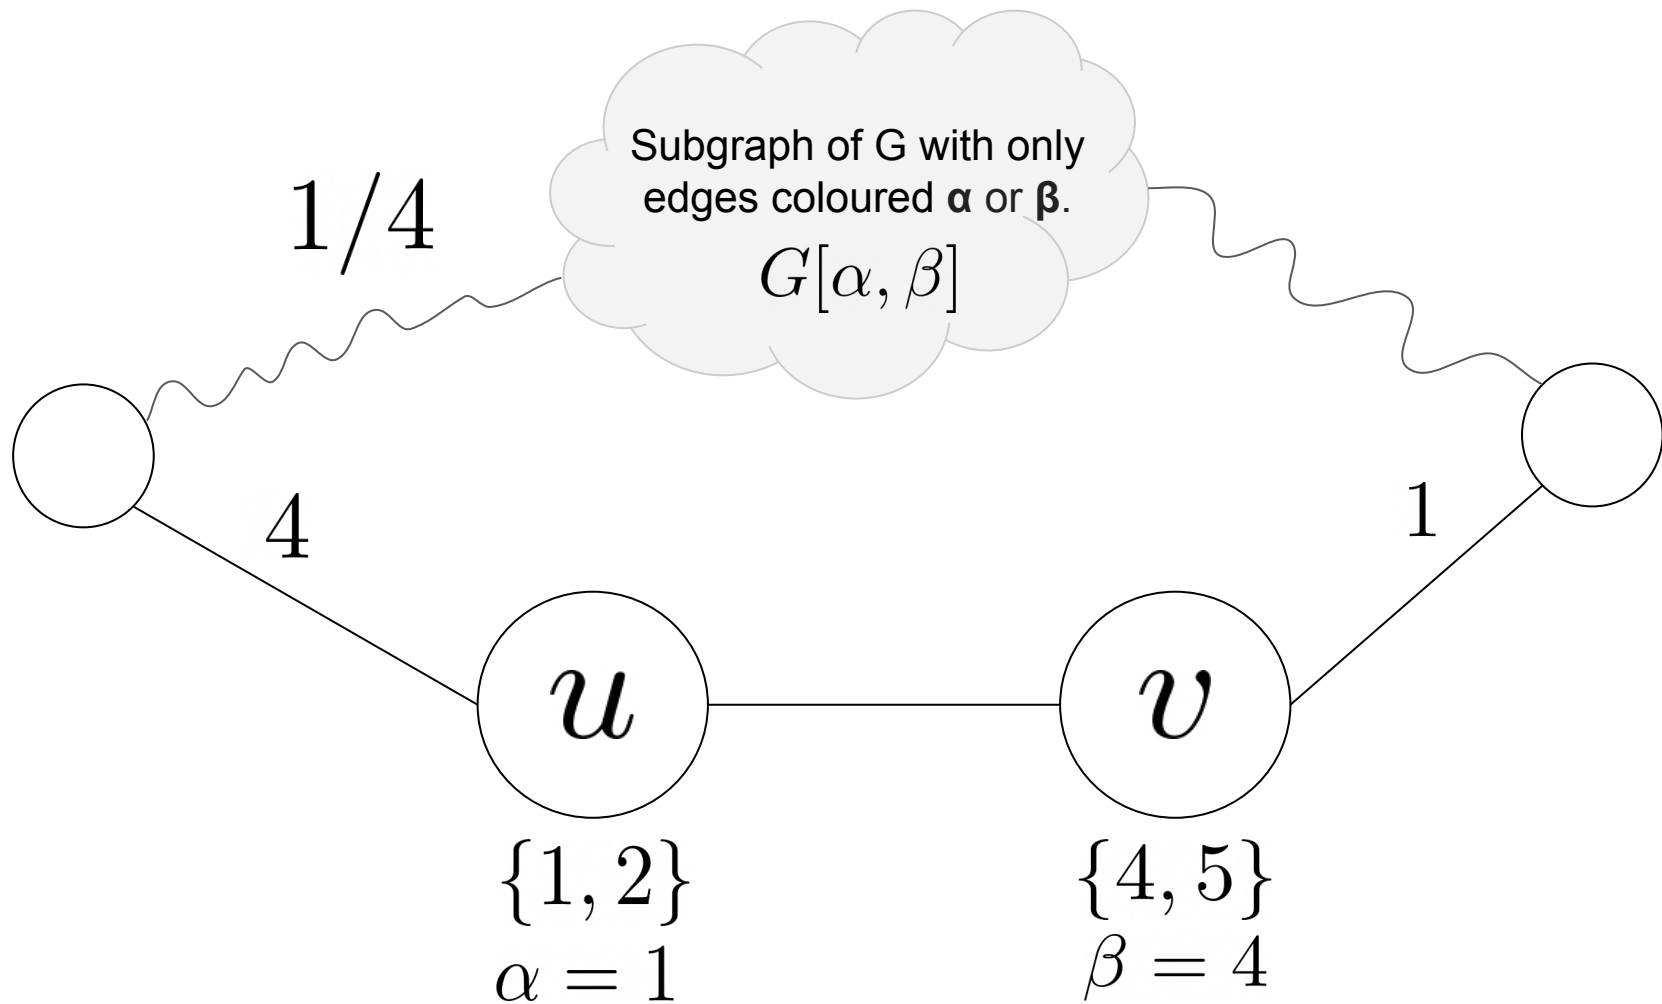 Subgraph of G with only
edges coloured α or β.
G[α, β]
1/4
4
1
u
v
{1, 2}
{4, 5}
α = 1
β = 4